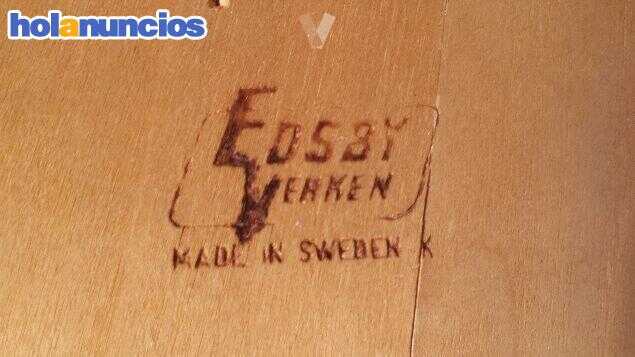 holanuncios
EDSBY
VERKEN
MADE IN SWEDEN K